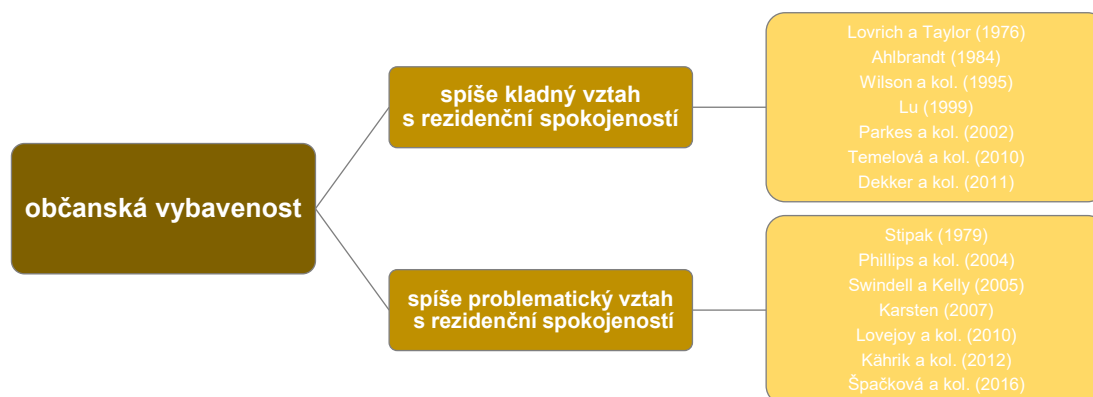 občanská vybavenost
spíše kladný vztah
s rezidenční spokojeností
Lovrich a Taylor (1976)
Ahlbrandt (1984)
Wilson a kol. (1995)
Lu (1999)
Parkes a kol. (2002)
Temelová a kol. (2010)
Dekker a kol. (2011)
spíše problematický vztah
s rezidenční spokojeností
Stipak (1979)
Phillips a kol. (2004)
Swindell a Kelly (2005)
Karsten (2007)
Lovejoy a kol. (2010)
Kährik a kol. (2012)
Špačková a kol. (2016)